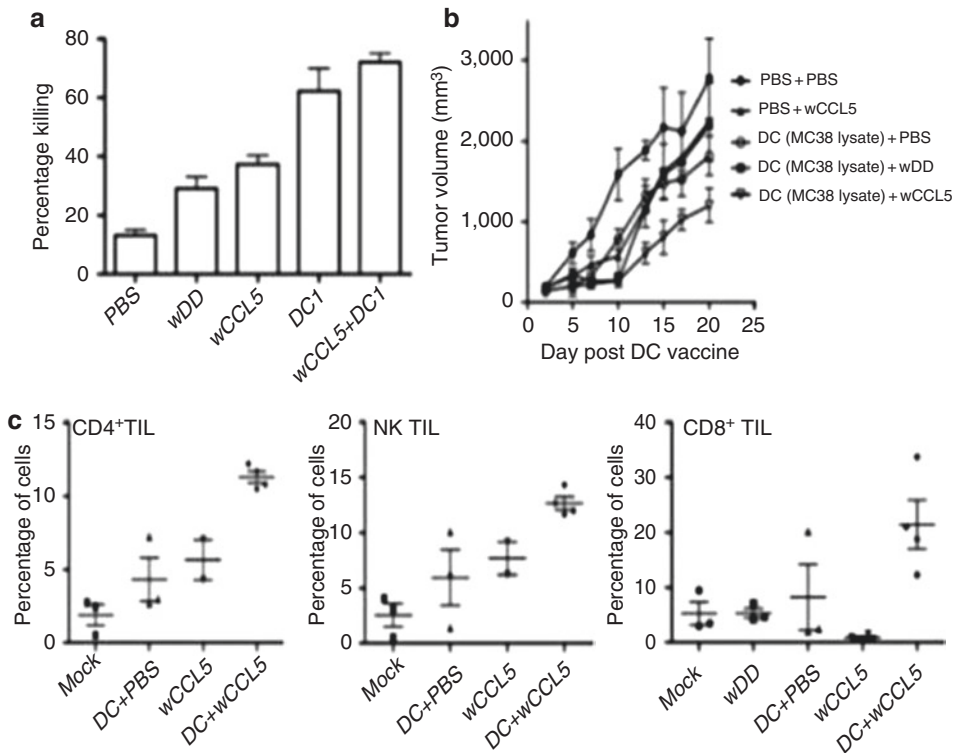 a
Percentage killing
80
60
40
20
0
PBS
wDD
wCCL5
DC1
wCCL5+DC1
b
Tumor volume (mm³)
3,000
2,000
1,000
0
0 5 10 15 20 25
Day post DC vaccine
PBS + PBS
PBS + wCCL5
DC (MC38 lysate) + PBS
DC (MC38 lysate) + wDD
DC (MC38 lysate) + wCCL5
c
CD4⁺TIL
Percentage of cells
15
10
5
0
Mock
DC+PBS
wCCL5
DC+wCCL5
NK TIL
Percentage of cells
20
15
10
5
0
Mock
DC+PBS
wCCL5
DC+wCCL5
CD8⁺ TIL
Percentage of cells
40
30
20
10
0
Mock
wDD
DC+PBS
wCCL5
DC+wCCL5